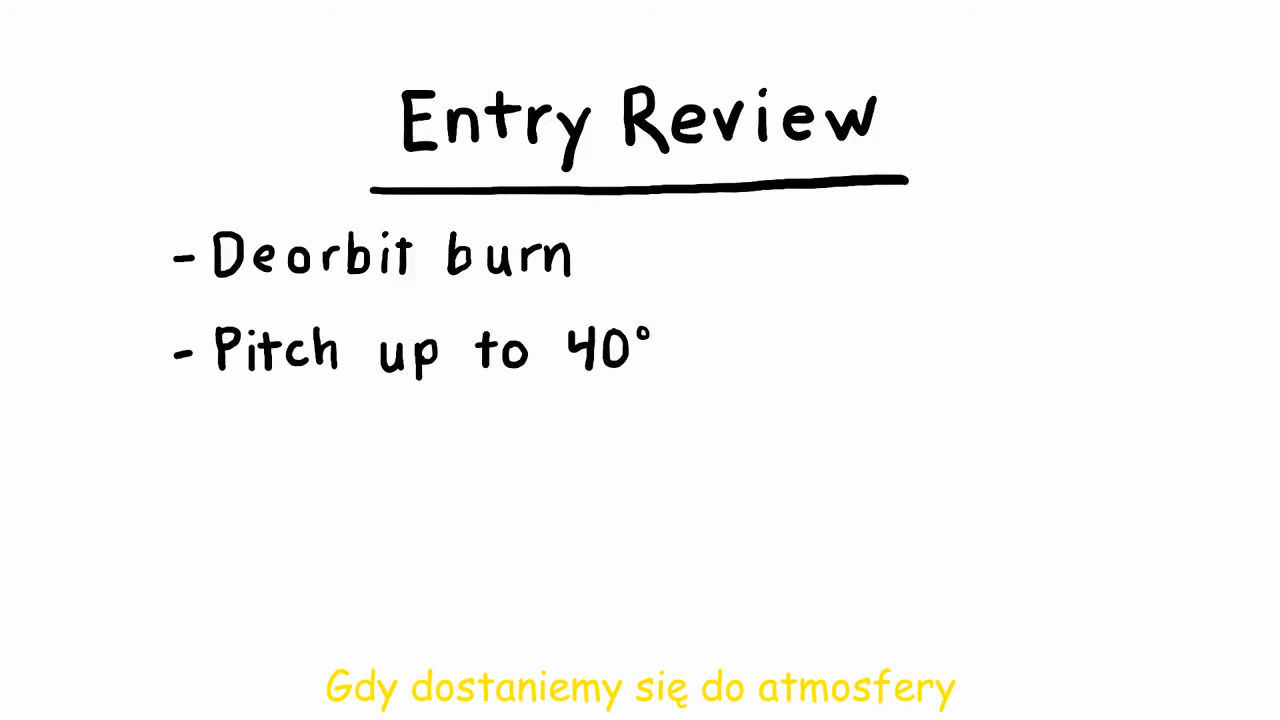 Entry Review
- Deorbit burn
- Pitch up to 40°
Gdy dostaniemy się do atmosfery